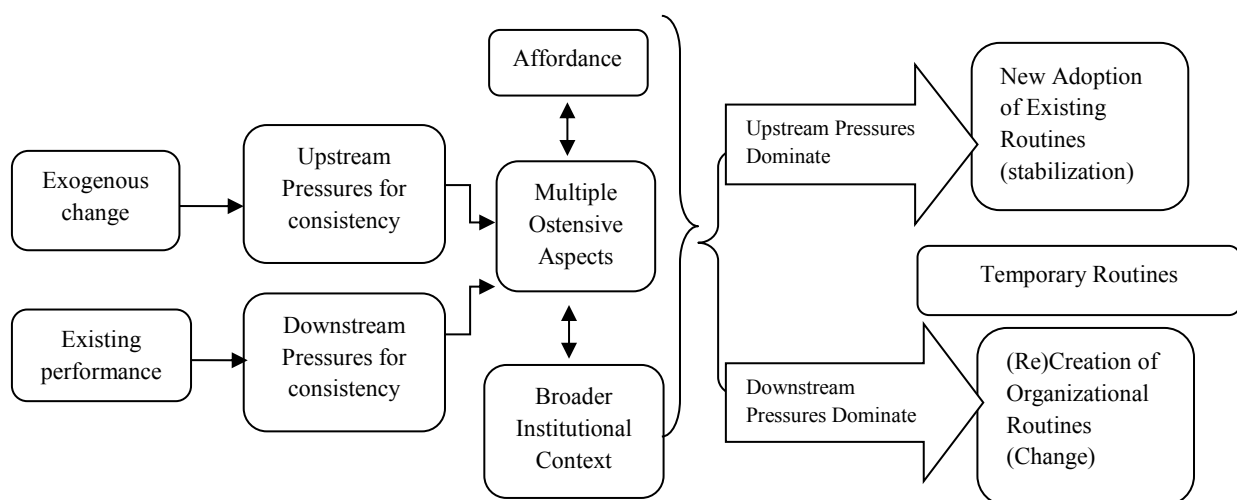 Exogenous
change
Existing
performance
Upstream
Pressures for
consistency
Downstream
Pressures for
consistency
Affordance
Multiple
Ostensive
Aspects
Broader
Institutional
Context
Upstream Pressures
Dominate
Downstream
Pressures Dominate
New Adoption
of Existing
Routines
(stabilization)
Temporary Routines
(Re)Creation of
Organizational
Routines
(Change)